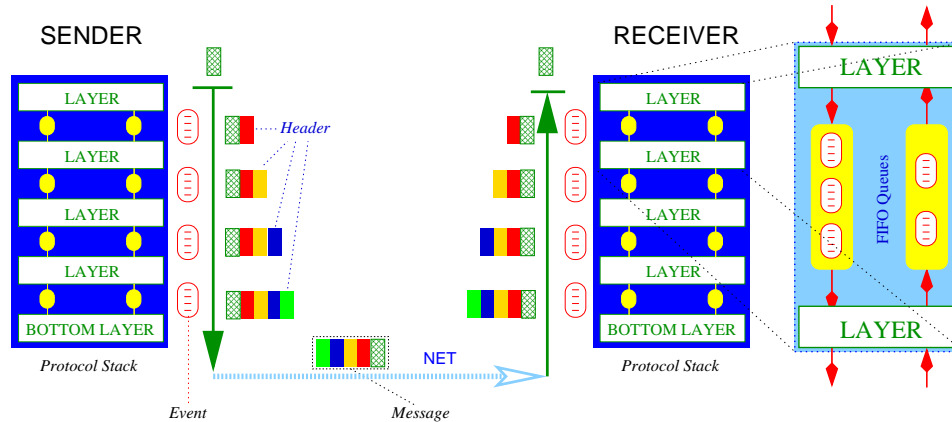 SENDER
LAYER
LAYER
LAYER
LAYER
BOTTOM LAYER
Protocol Stack
Event
Header
NET
Message
RECEIVER
LAYER
LAYER
LAYER
LAYER
BOTTOM LAYER
Protocol Stack
LAYER
FIFO Queues
LAYER